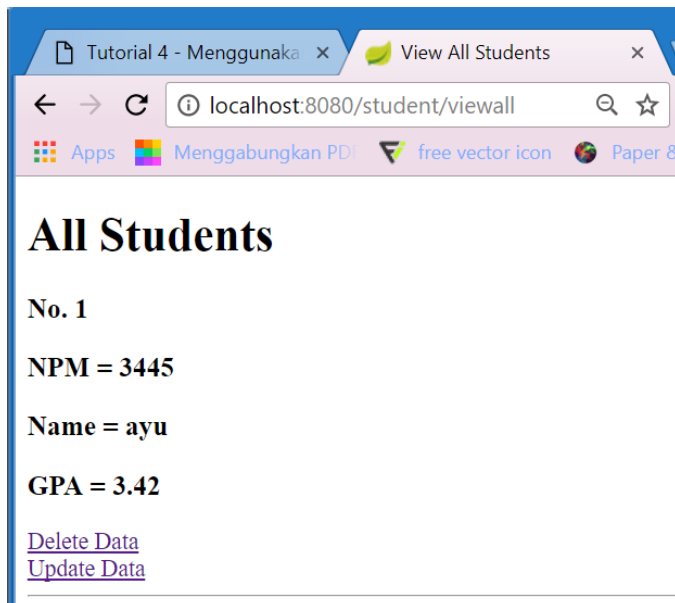 Tutorial 4 - Menggunaka
View All Students
localhost:8080/student/viewall
Apps
Menggabungkan PDF
free vector icon
Paper &
All Students
No. 1
NPM = 3445
Name = ayu
GPA = 3.42
Delete Data
Update Data